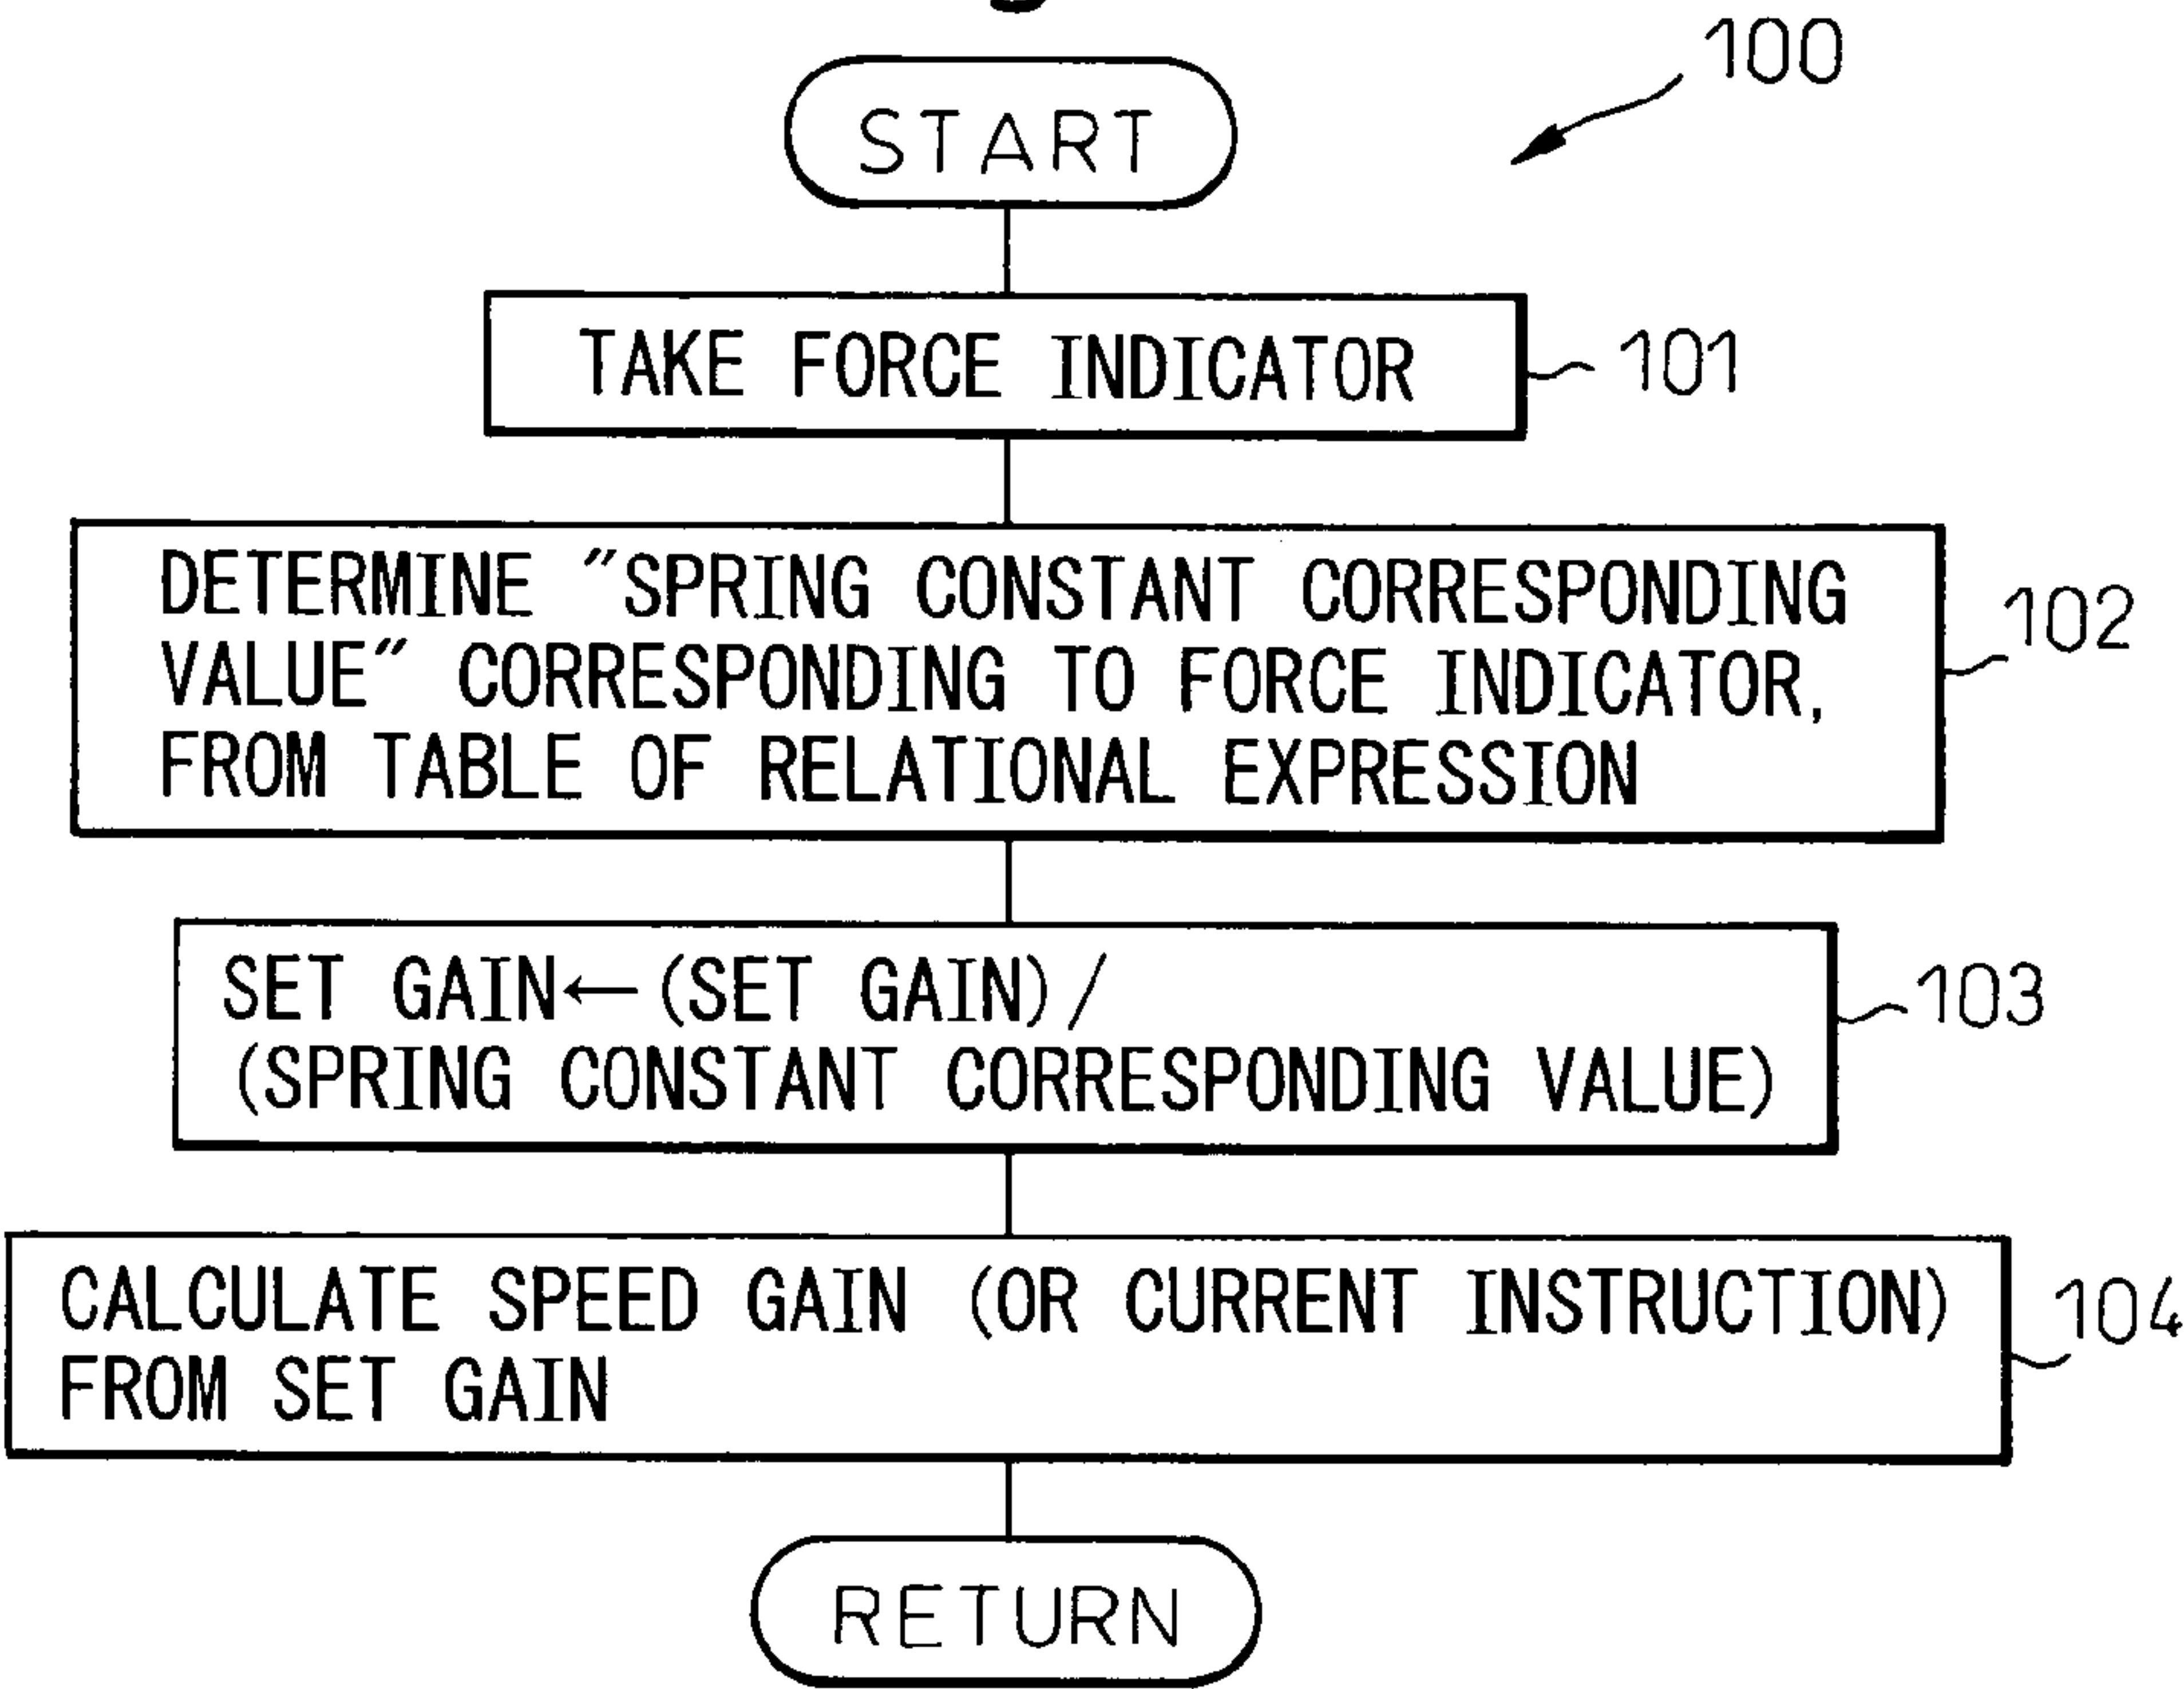 100
START
TAKE FORCE INDICATOR
101
DETERMINE "SPRING CONSTANT CORRESPONDING
VALUE" CORRESPONDING TO FORCE INDICATOR,
FROM TABLE OF RELATIONAL EXPRESSION
102
SET GAIN← (SET GAIN)/
(SPRING CONSTANT CORRESPONDING VALUE)
103
CALCULATE SPEED GAIN (OR CURRENT INSTRUCTION)
FROM SET GAIN
104
RETURN